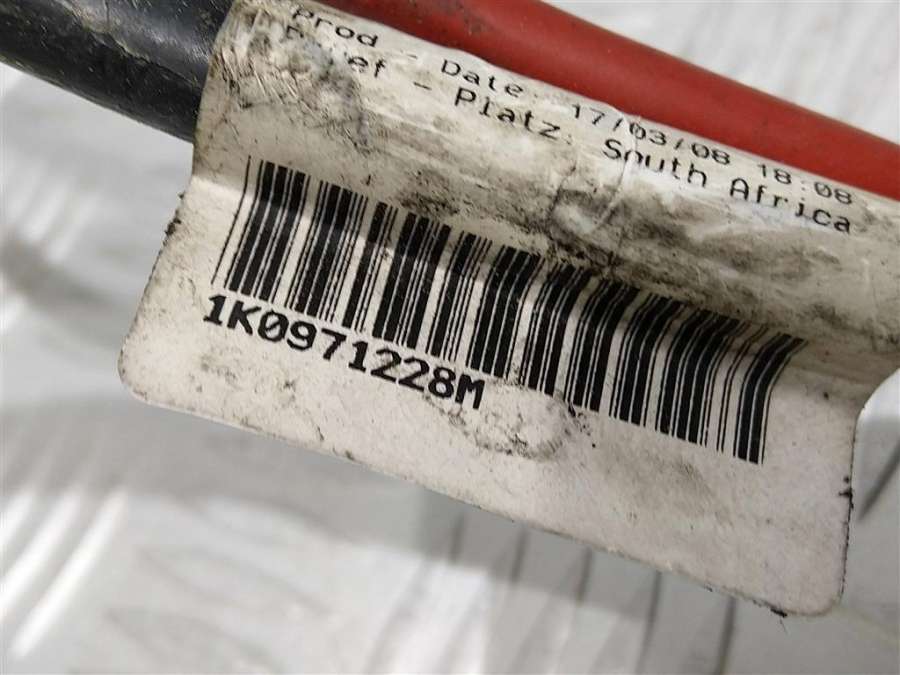 Prod - Date: 17/03/08 18:08
- Platz: South Africa
1K0971228M